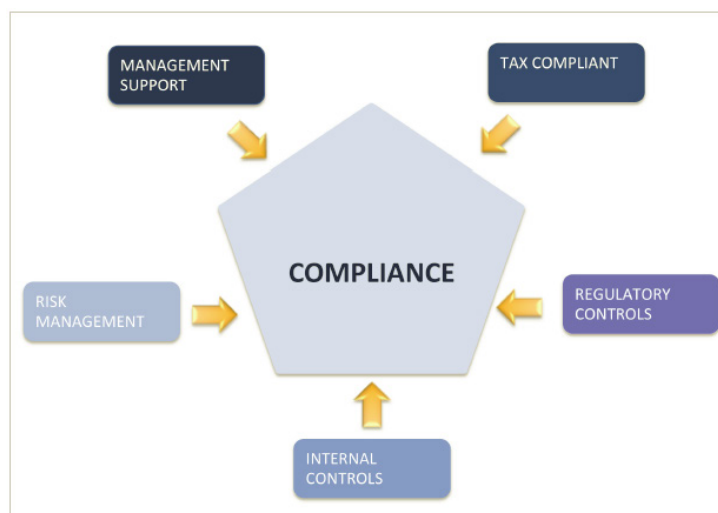 MANAGEMENT
SUPPORT
TAX COMPLIANT
COMPLIANCE
RISK
MANAGEMENT
REGULATORY
CONTROLS
INTERNAL
CONTROLS